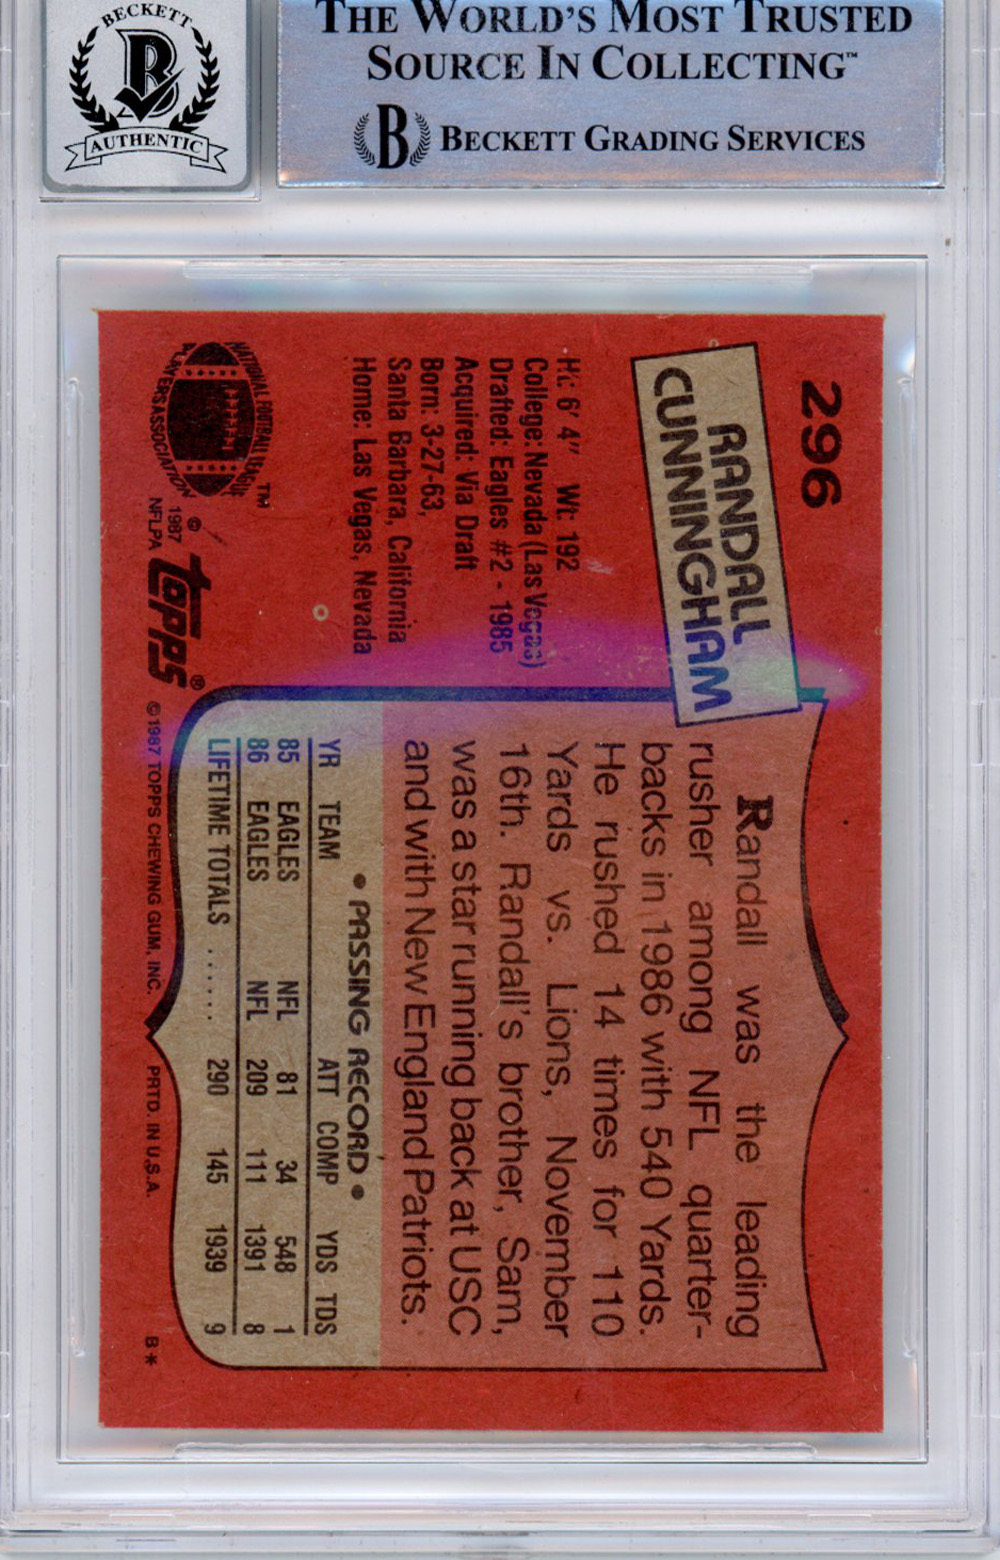 BECKETT
B
AUTHENTIC
THE WORLD'S MOST TRUSTED
SOURCE IN COLLECTING™
B BECKETT GRADING SERVICES
296
RANDALL
CUNNINGHAM
Ht: 6' 4" Wt: 192
College: Nevada (Las Vegas)
Drafted: Eagles #2 - 1985
Acquired: Via Draft
Born: 3-27-63,
Santa Barbara, California
Home: Las Vegas, Nevada
NATIONAL FOOTBALL LEAGUE
PLAYERS ASSOCIATION
TM
© 1987
NFLPA
topps®
Randall was the leading
rusher among NFL quarter-
backs in 1986 with 540 Yards.
He rushed 14 times for 110
Yards vs. Lions, November
16th. Randall's brother, Sam,
was a star running back at USC
and with New England Patriots.
• PASSING RECORD •
YR TEAM ATT COMP YDS TDS
85 EAGLES NFL 81 34 548 1
86 EAGLES NFL 209 111 1391 8
LIFETIME TOTALS ...... 290 145 1939 9
© 1987 TOPPS CHEWING GUM, INC. PRTD. IN U.S.A. B*